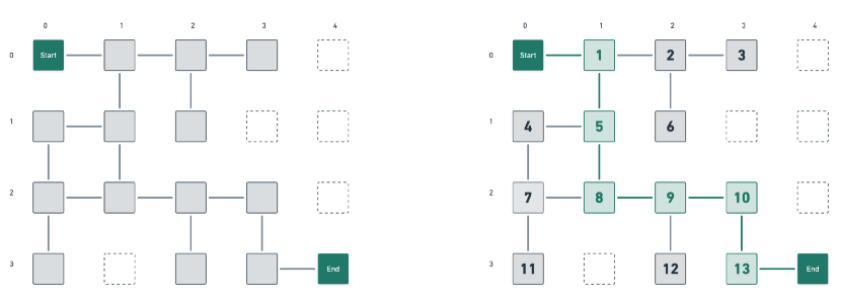 0 1 2 3 4
0 Start
1
2
3 End
0 1 2 3 4
0 Start 1 2 3
1 4 5 6
2 7 8 9 10
3 11 12 13 End